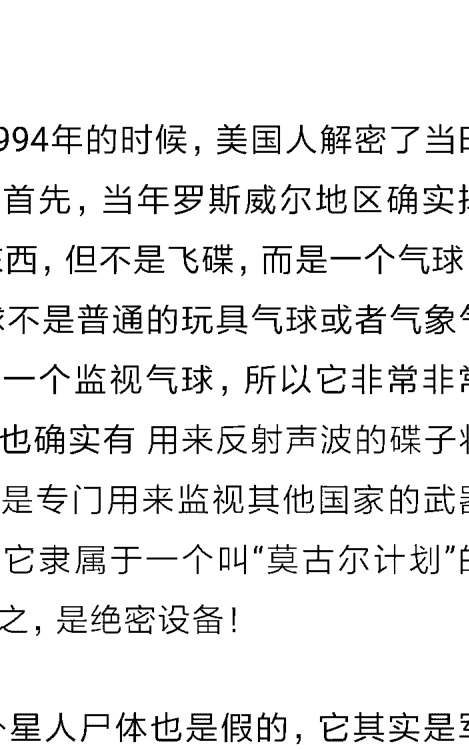 994年的时候，美国人解密了当
首先，当年罗斯威尔地区确实
西，但不是飞碟，而是一个气球
不是普通的玩具气球或者气象
一个监视气球，所以它非常非
也确实有 用来反射声波的碟子
是专门用来监视其他国家的武
它隶属于一个叫“莫古尔计划”
之，是绝密设备！
星人尸体也是假的，它其实是